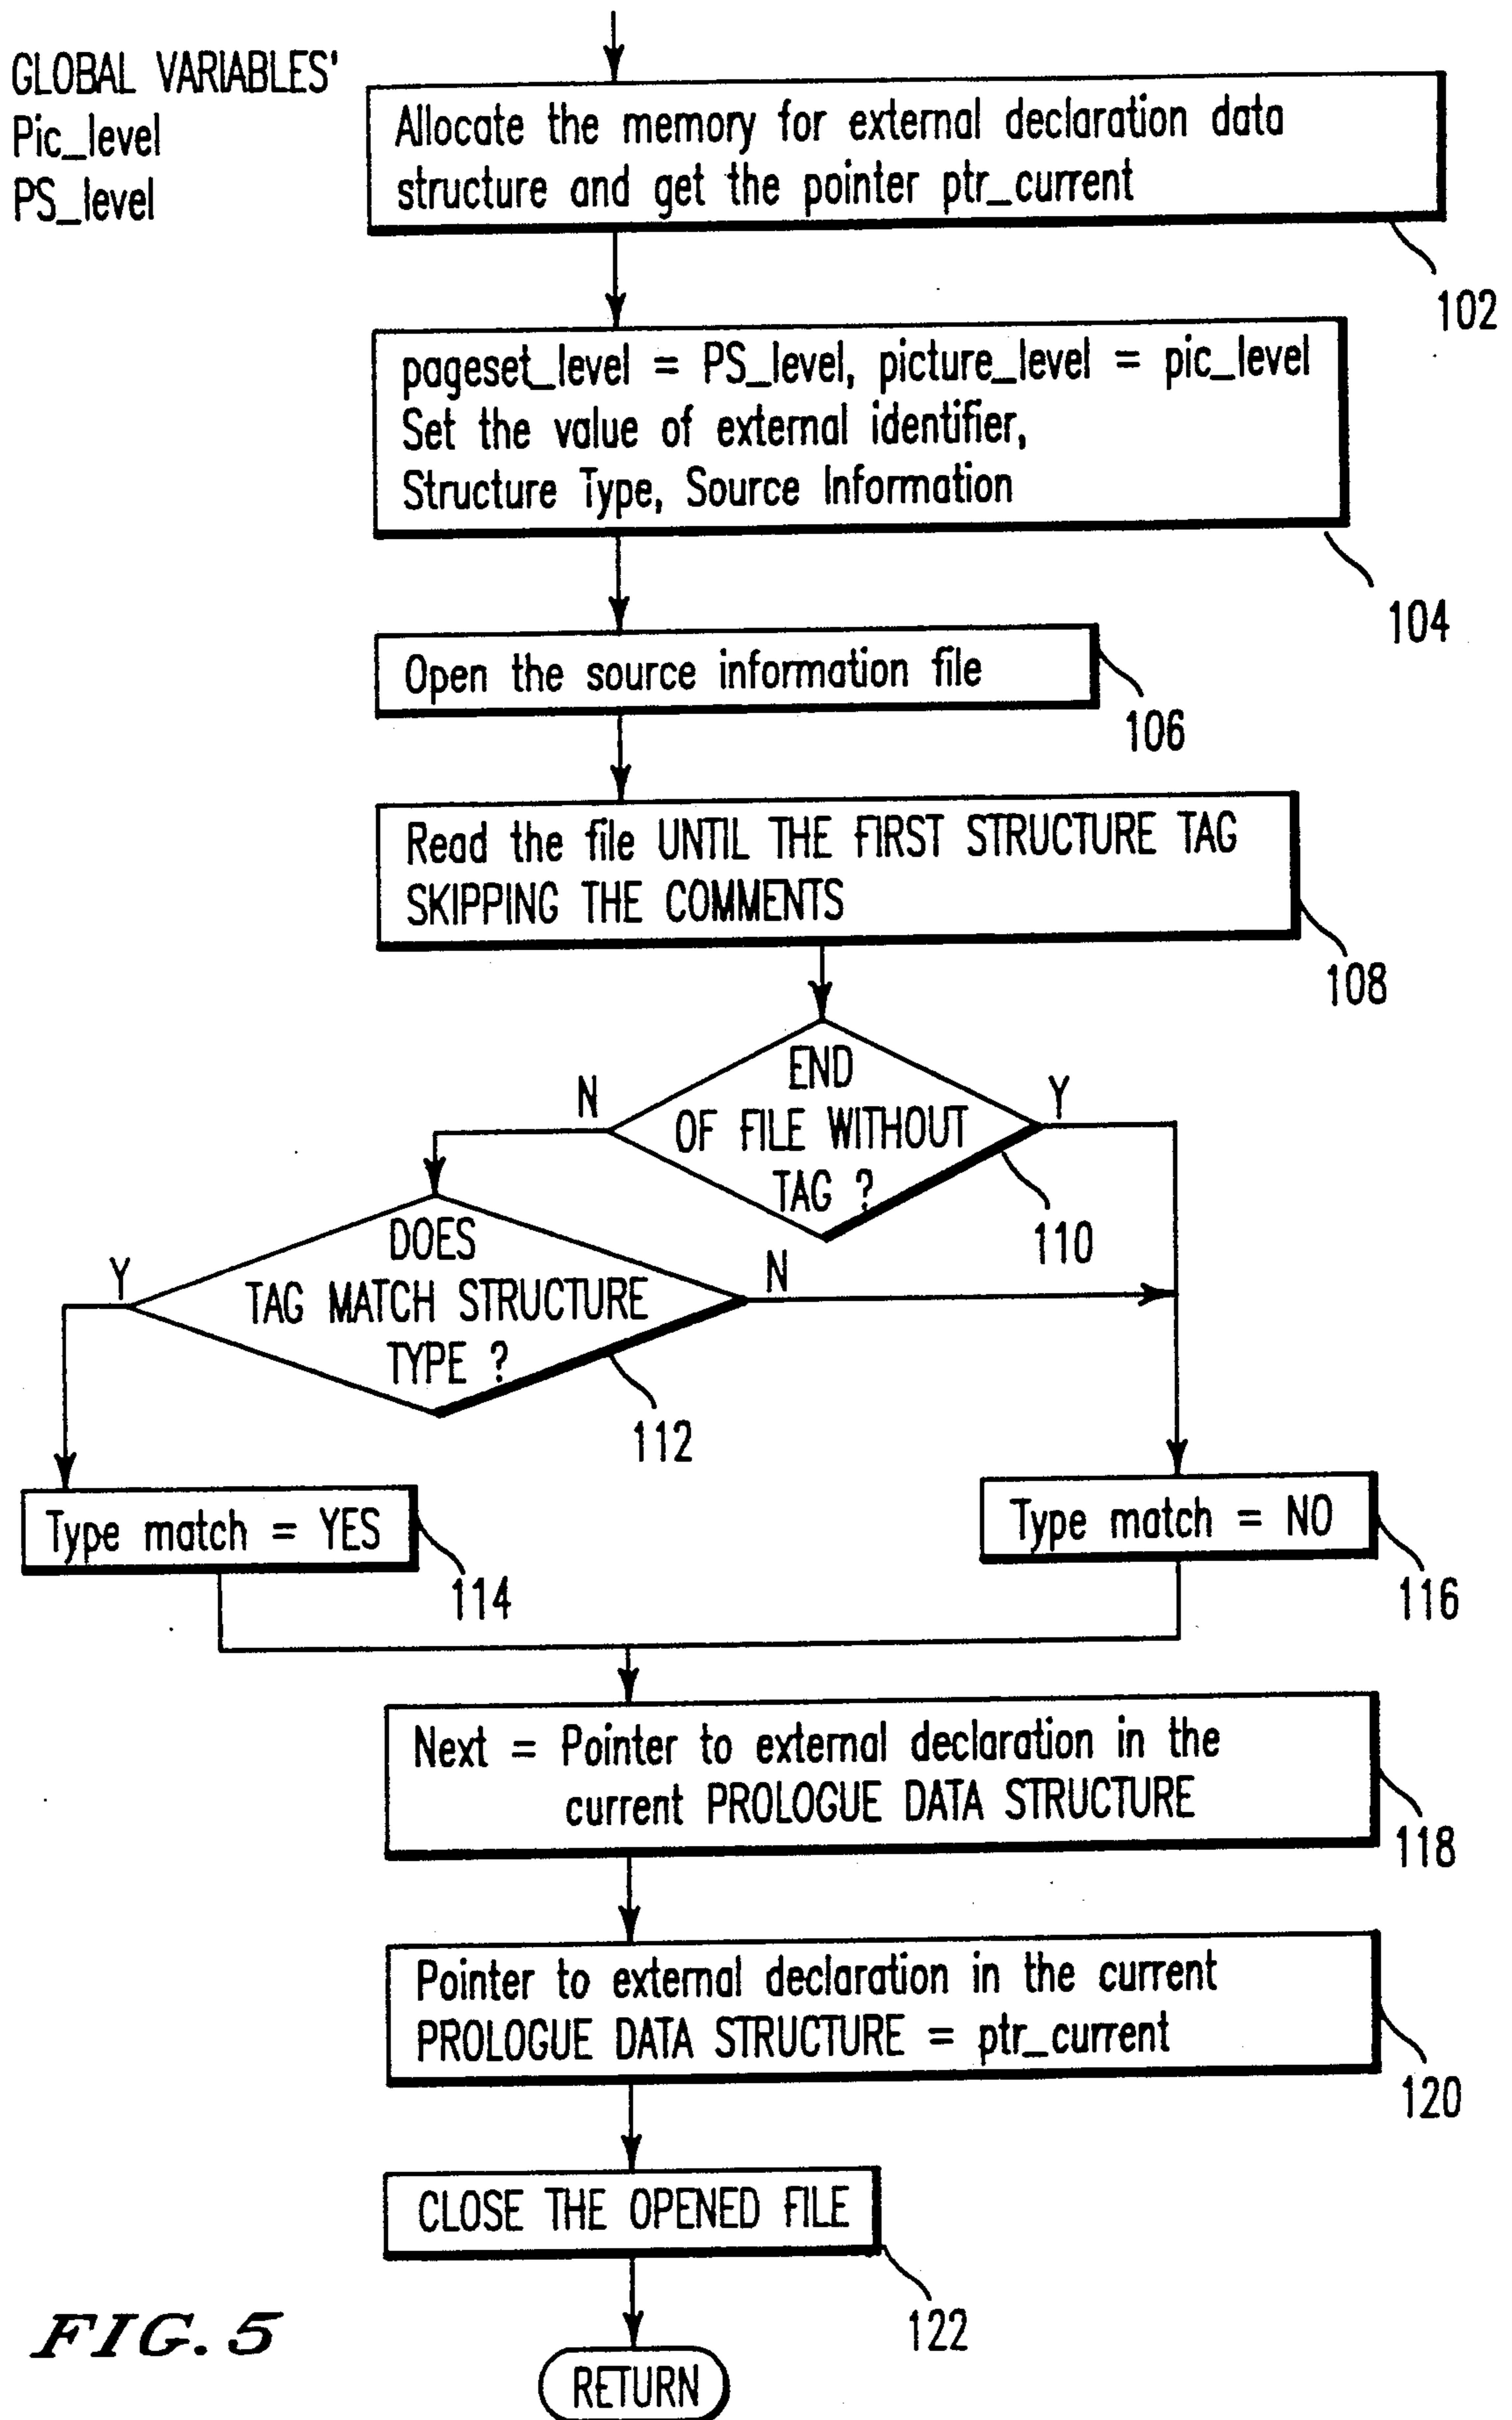 GLOBAL VARIABLES'
Pic_level
PS_level
Allocate the memory for external declaration data
structure and get the pointer ptr_current
102
pageset_level = PS_level, picture_level = pic_level
Set the value of external identifier,
Structure Type, Source Information
104
Open the source information file
106
Read the file UNTIL THE FIRST STRUCTURE TAG
SKIPPING THE COMMENTS
108
END
OF FILE WITHOUT
TAG ?
N
Y
110
DOES
TAG MATCH STRUCTURE
TYPE ?
Y
N
112
Type match = YES
114
Type match = NO
116
Next = Pointer to external declaration in the
current PROLOGUE DATA STRUCTURE
118
Pointer to external declaration in the current
PROLOGUE DATA STRUCTURE = ptr_current
120
CLOSE THE OPENED FILE
122
RETURN
FIG. 5